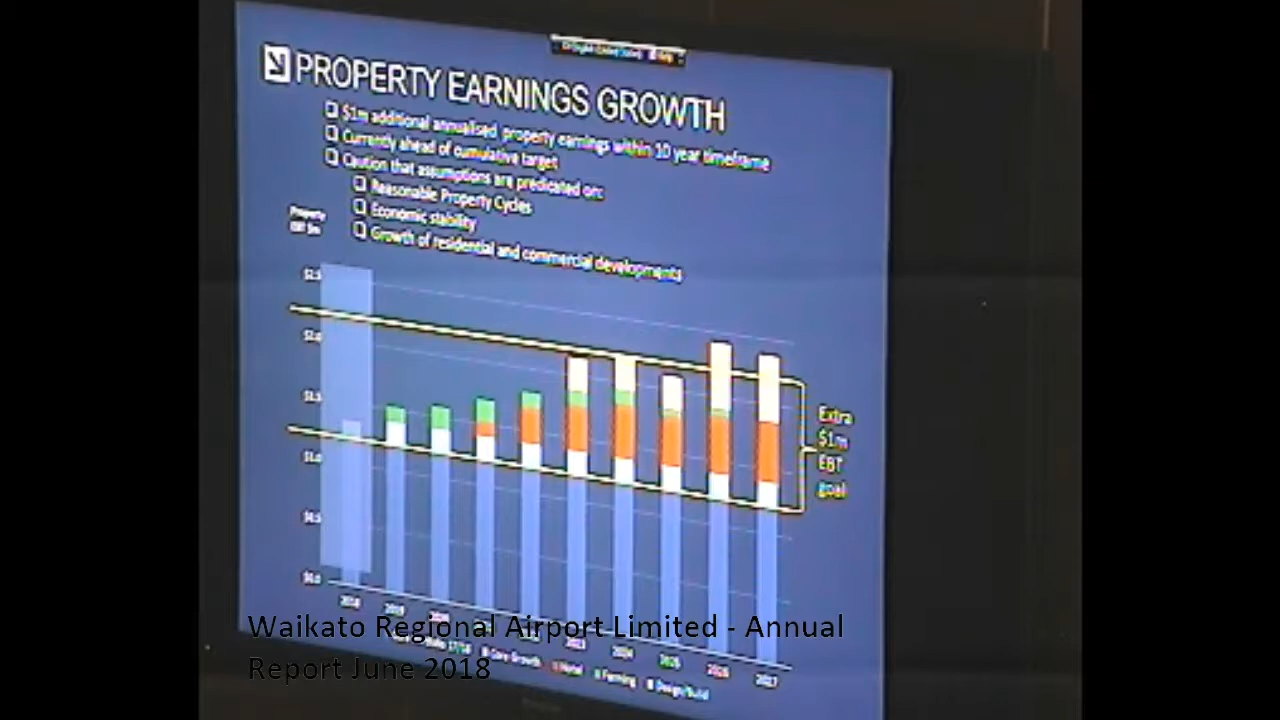 PROPERTY EARNINGS GROWTH
$1m additional annualised property earnings within 10 year timeframe
Currently ahead of cumulative target
Caution that assumptions are predicated on:
Reasonable Property Cycles
Economic stability
Growth of residential and commercial developments
Property
EBT $m
$2.5
$2.0
$1.5
$1.0
$0.5
$0.0
Extra
$1m
EBT
goal
2018 2019 2023 2024 2025 2026 2027
Core Growth Hotel Farming Design/Build
Waikato Regional Airport Limited - Annual
Report June 2018